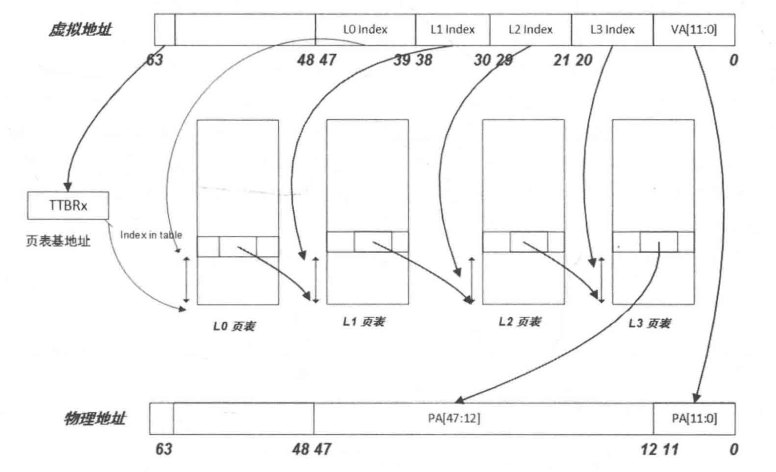 虚拟地址 L0 Index L1 Index L2 Index L3 Index VA[11:0]
63 48 47 39 38 30 29 21 20 0
TTBRx
页表基地址 Index in table
L0 页表 L1 页表 L2 页表 L3 页表
物理地址 PA[47:12] PA[11:0]
63 48 47 12 11 0